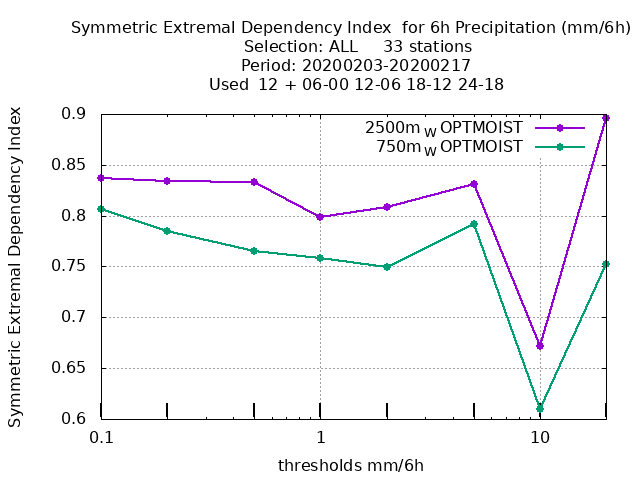 Symmetric Extremal Dependency Index  for 6h Precipitation (mm/6h)
Selection: ALL     33 stations
Period: 20200203-20200217
Used  12 + 06-00 12-06 18-12 24-18
Symmetric Extremal Dependency Index
0.9
0.85
0.8
0.75
0.7
0.65
0.6
2500m W OPTMOIST
750m W OPTMOIST
0.1 1 10
thresholds mm/6h